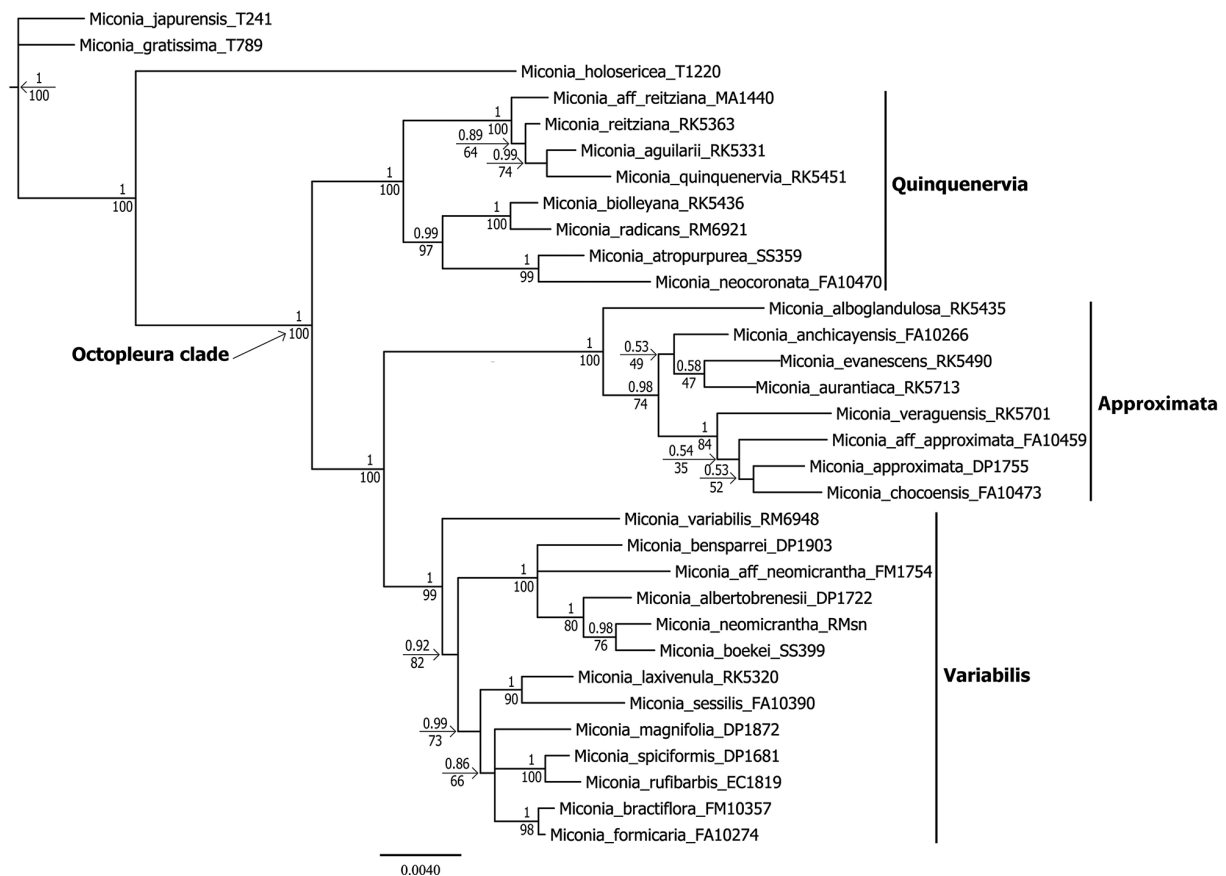 Miconia_japurensis_T241
Miconia_gratissima_T789
1
100
Miconia_holosericea_T1220
Miconia_aff_reitziana_MA1440
1
100
Miconia_reitziana_RK5363
0.89
64
Miconia_aguilarii_RK5331
0.99
74
Miconia_quinquenervia_RK5451
Quinquenervia
1
100
1
100
Miconia_biolleyana_RK5436
1
100
Miconia_radicans_RM6921
0.99
97
Miconia_atropurpurea_SS359
1
99
Miconia_neocoronata_FA10470
Miconia_alboglandulosa_RK5435
1
100
Octopleura clade
Miconia_anchicayensis_FA10266
0.53
49
1
100
Miconia_evanescens_RK5490
0.58
47
Miconia_aurantiaca_RK5713
0.98
74
Approximata
Miconia_veraguensis_RK5701
1
84
Miconia_aff_approximata_FA10459
0.54
35
Miconia_approximata_DP1755
0.53
52
Miconia_chocoensis_FA10473
1
100
Miconia_variabilis_RM6948
Miconia_bensparrei_DP1903
Miconia_aff_neomicrantha_FM1754
1
100
1
99
Miconia_albertobrenesii_DP1722
1
80
Miconia_neomicrantha_RMsn
0.98
76
Miconia_boekei_SS399
0.92
82
Miconia_laxivenula_RK5320
Variabilis
1
90
Miconia_sessilis_FA10390
0.99
73
Miconia_magnifolia_DP1872
Miconia_spiciformis_DP1681
1
100
0.86
66
Miconia_rufibarbis_EC1819
Miconia_bractiflora_FM10357
1
98
Miconia_formicaria_FA10274
0.0040